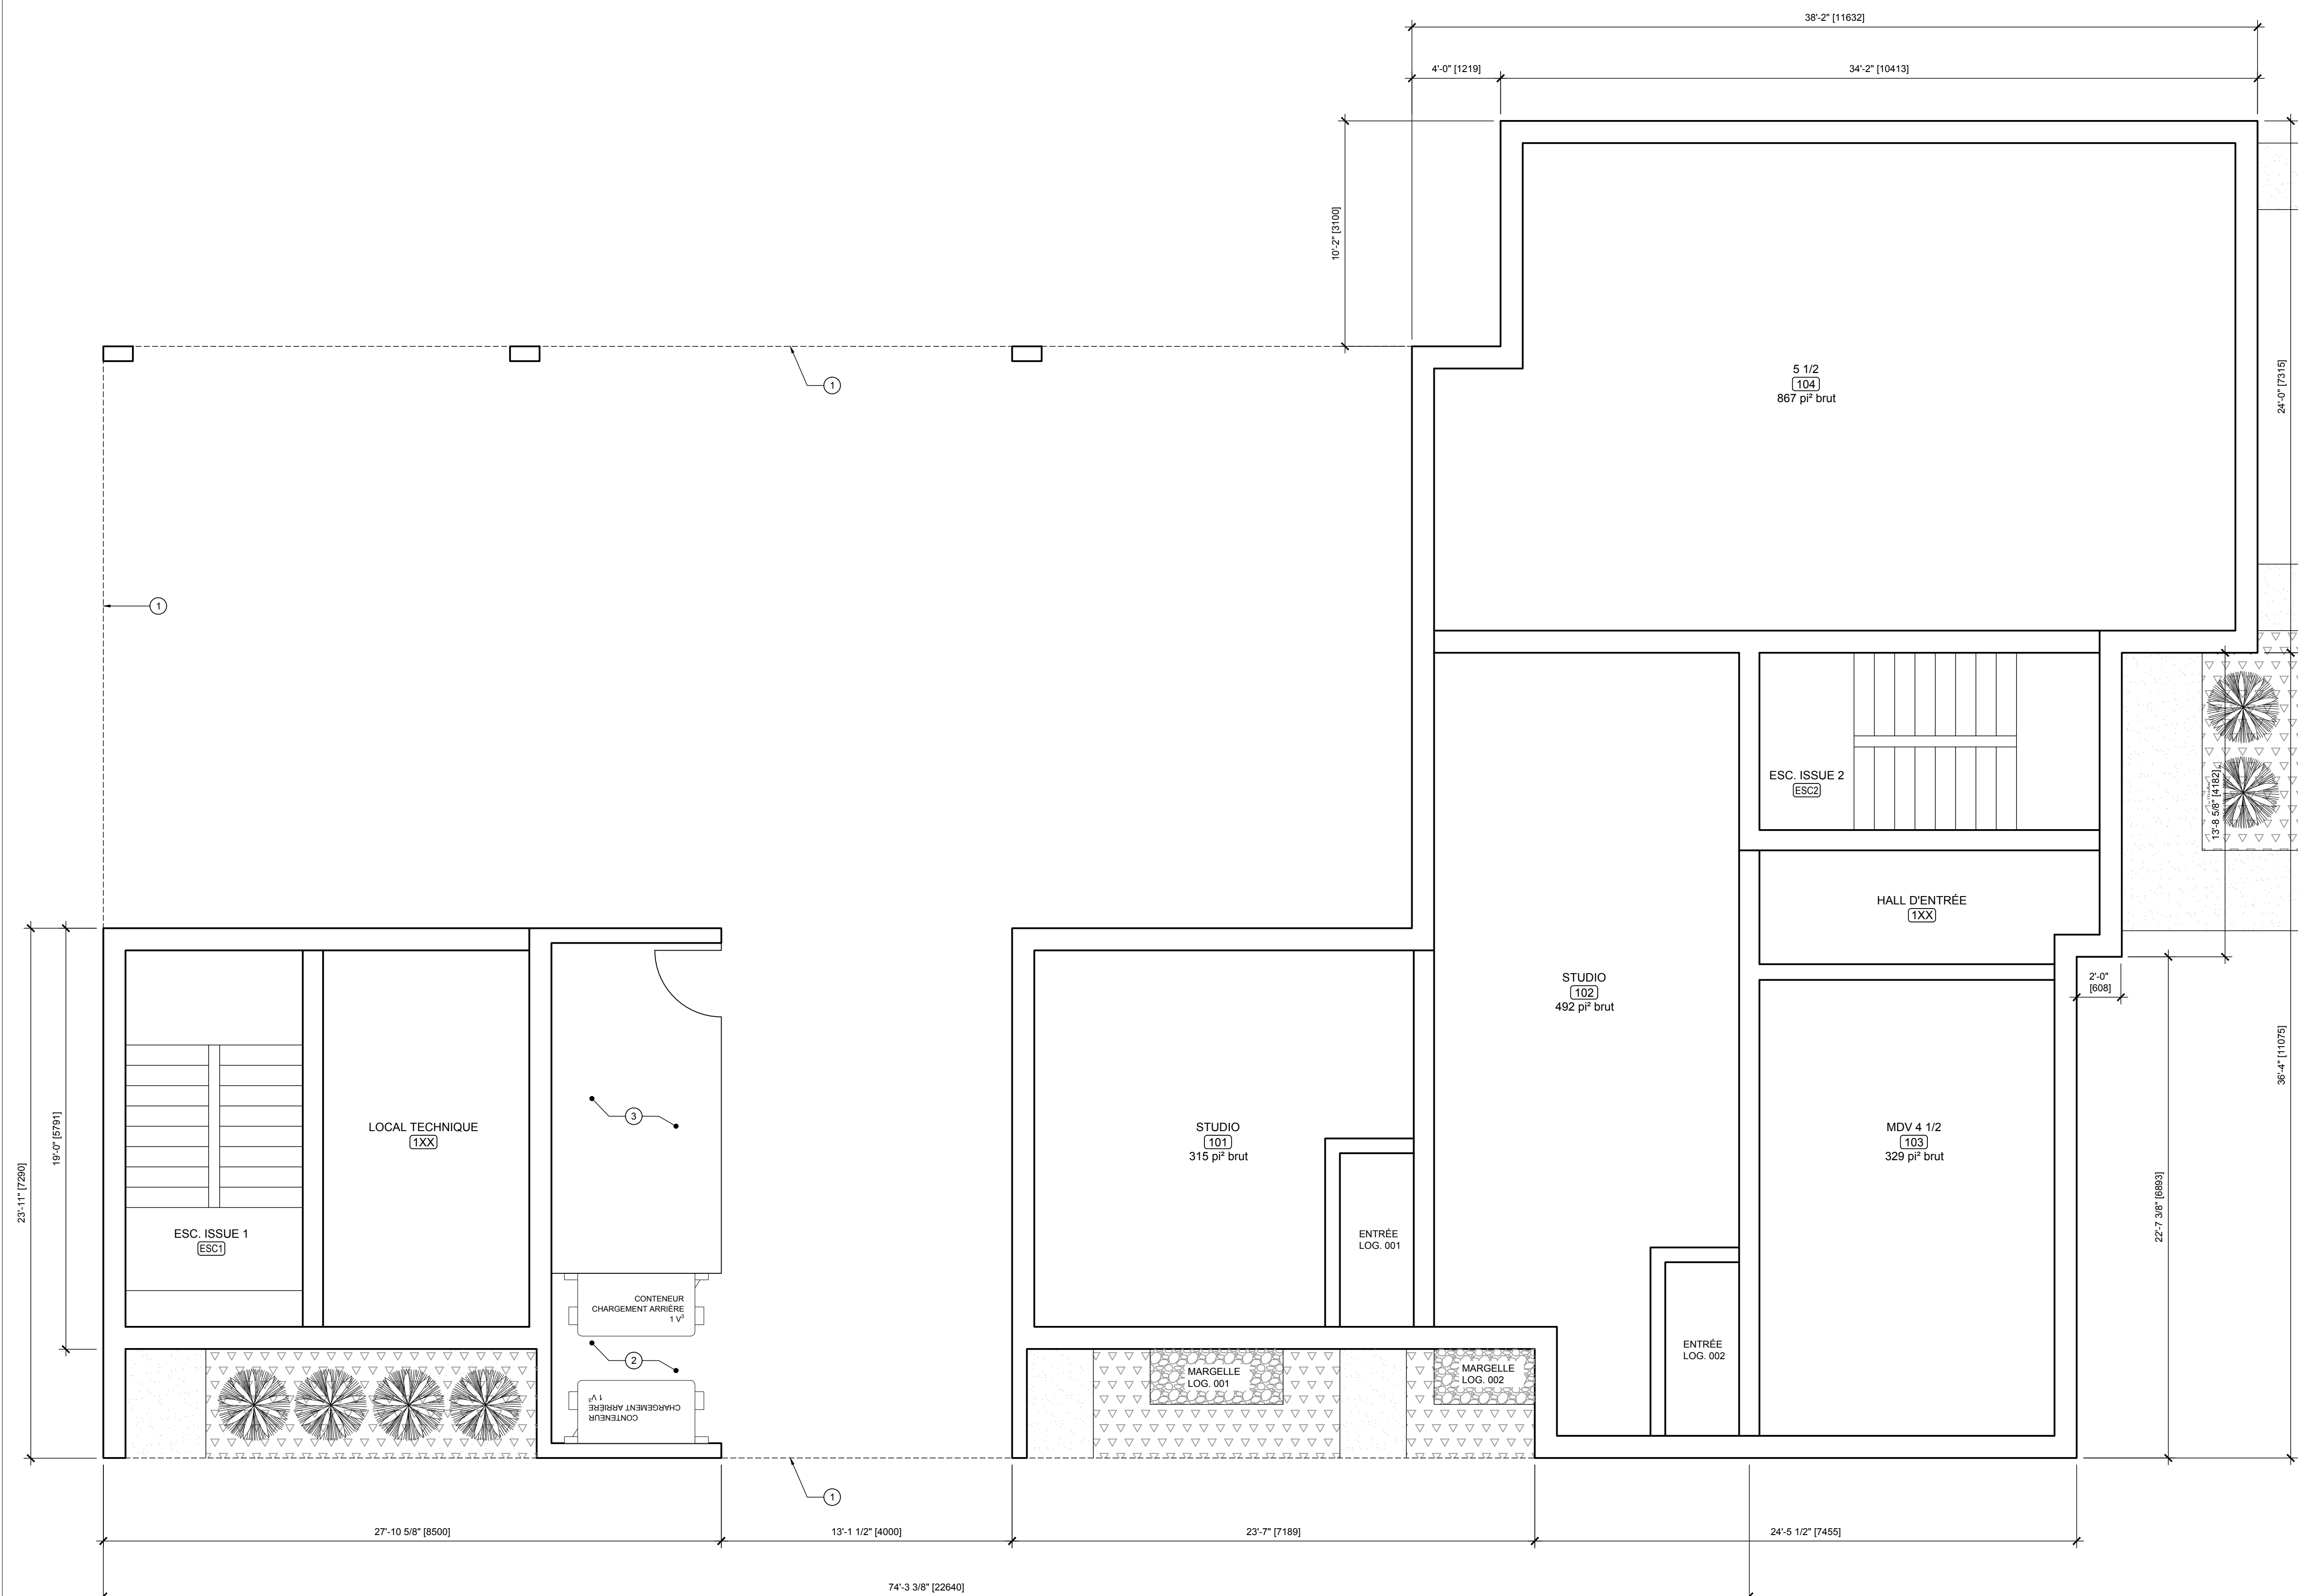 38'-2" [11632]
4'-0" [1219]
34'-2" [10413]
10'-2" [3100]
24'-0" [7315]
5 1/2
104
867 pi² brut
1
1
ESC. ISSUE 2
ESC2
13'-8 5/8" [4182]
HALL D'ENTRÉE
1XX
2'-0"
[608]
STUDIO
102
492 pi² brut
36'-4" [11075]
23'-11" [7290]
19'-0" [5791]
LOCAL TECHNIQUE
1XX
3
STUDIO
101
315 pi² brut
MDV 4 1/2
103
329 pi² brut
22'-7 3/8" [6893]
ESC. ISSUE 1
ESC1
ENTRÉE
LOG. 001
CONTENEUR
CHARGEMENT ARRIÈRE
1 V³
2
ENTRÉE
LOG. 002
MARGELLE
LOG. 001
MARGELLE
LOG. 002
CONTENEUR
CHARGEMENT ARRIÈRE
1 V³
1
27'-10 5/8" [8500]
13'-1 1/2" [4000]
23'-7" [7189]
24'-5 1/2" [7455]
74'-3 3/8" [22640]